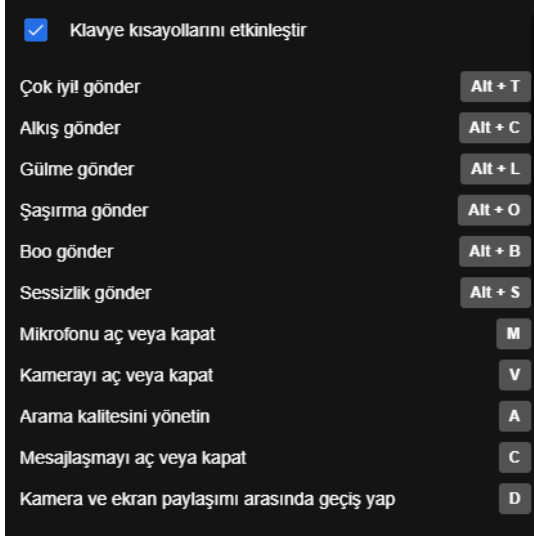 Klavye kısayollarını etkinleştir
Çok iyi! gönder Alt + T
Alkış gönder Alt + C
Gülme gönder Alt + L
Şaşırma gönder Alt + O
Boo gönder Alt + B
Sessizlik gönder Alt + S
Mikrofonu aç veya kapat M
Kamerayı aç veya kapat V
Arama kalitesini yönetin A
Mesajlaşmayı aç veya kapat C
Kamera ve ekran paylaşımı arasında geçiş yap D